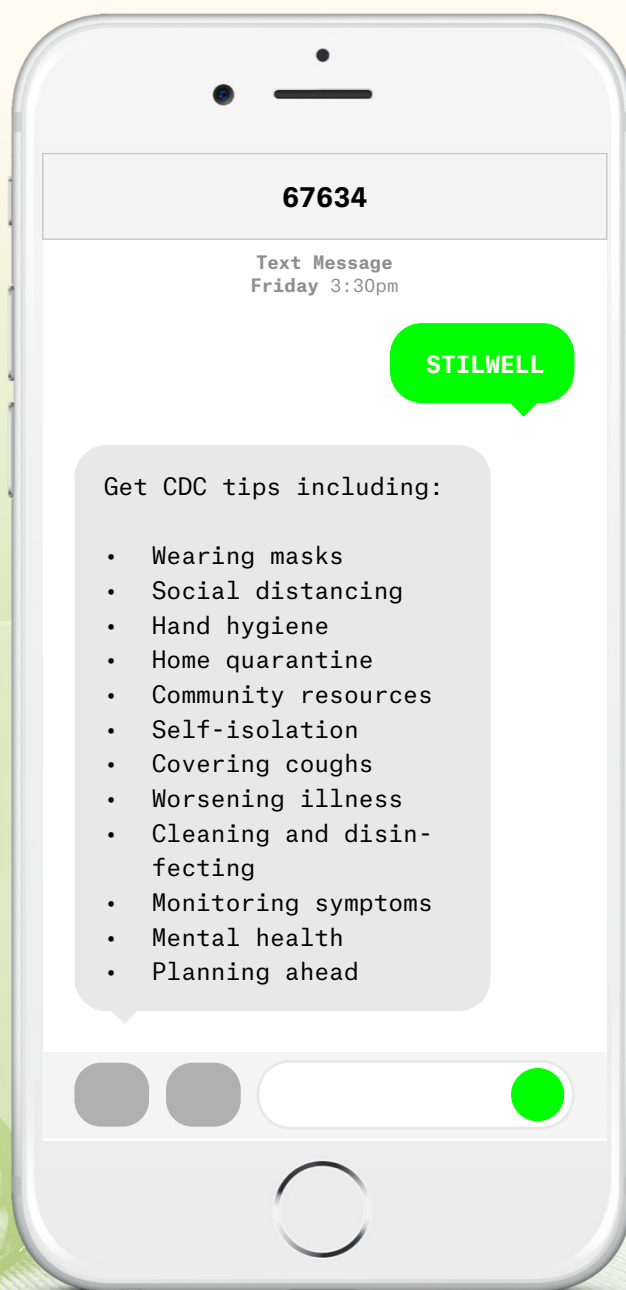 67634
Text Message
Friday 3:30pm
STILWELL
Get CDC tips including:
• Wearing masks
• Social distancing
• Hand hygiene
• Home quarantine
• Community resources
• Self-isolation
• Covering coughs
• Worsening illness
• Cleaning and disin-
fecting
• Monitoring symptoms
• Mental health
• Planning ahead